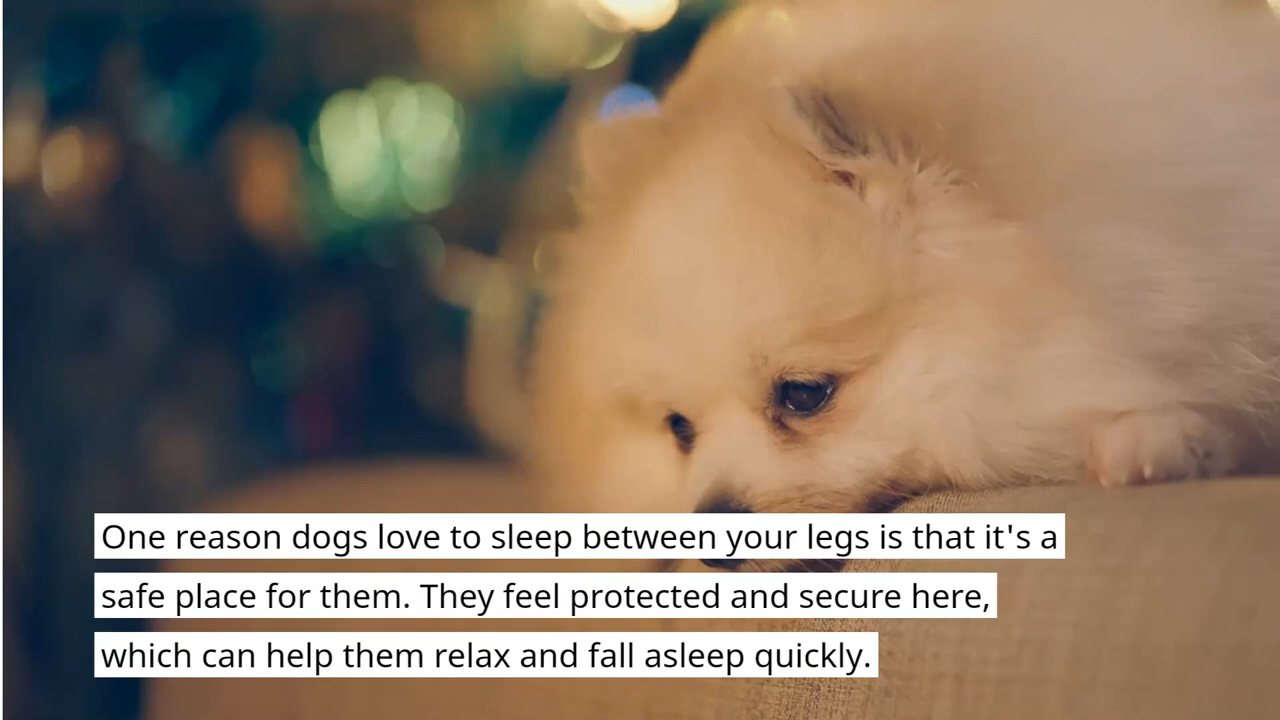 One reason dogs love to sleep between your legs is that it's a
safe place for them. They feel protected and secure here,
which can help them relax and fall asleep quickly.